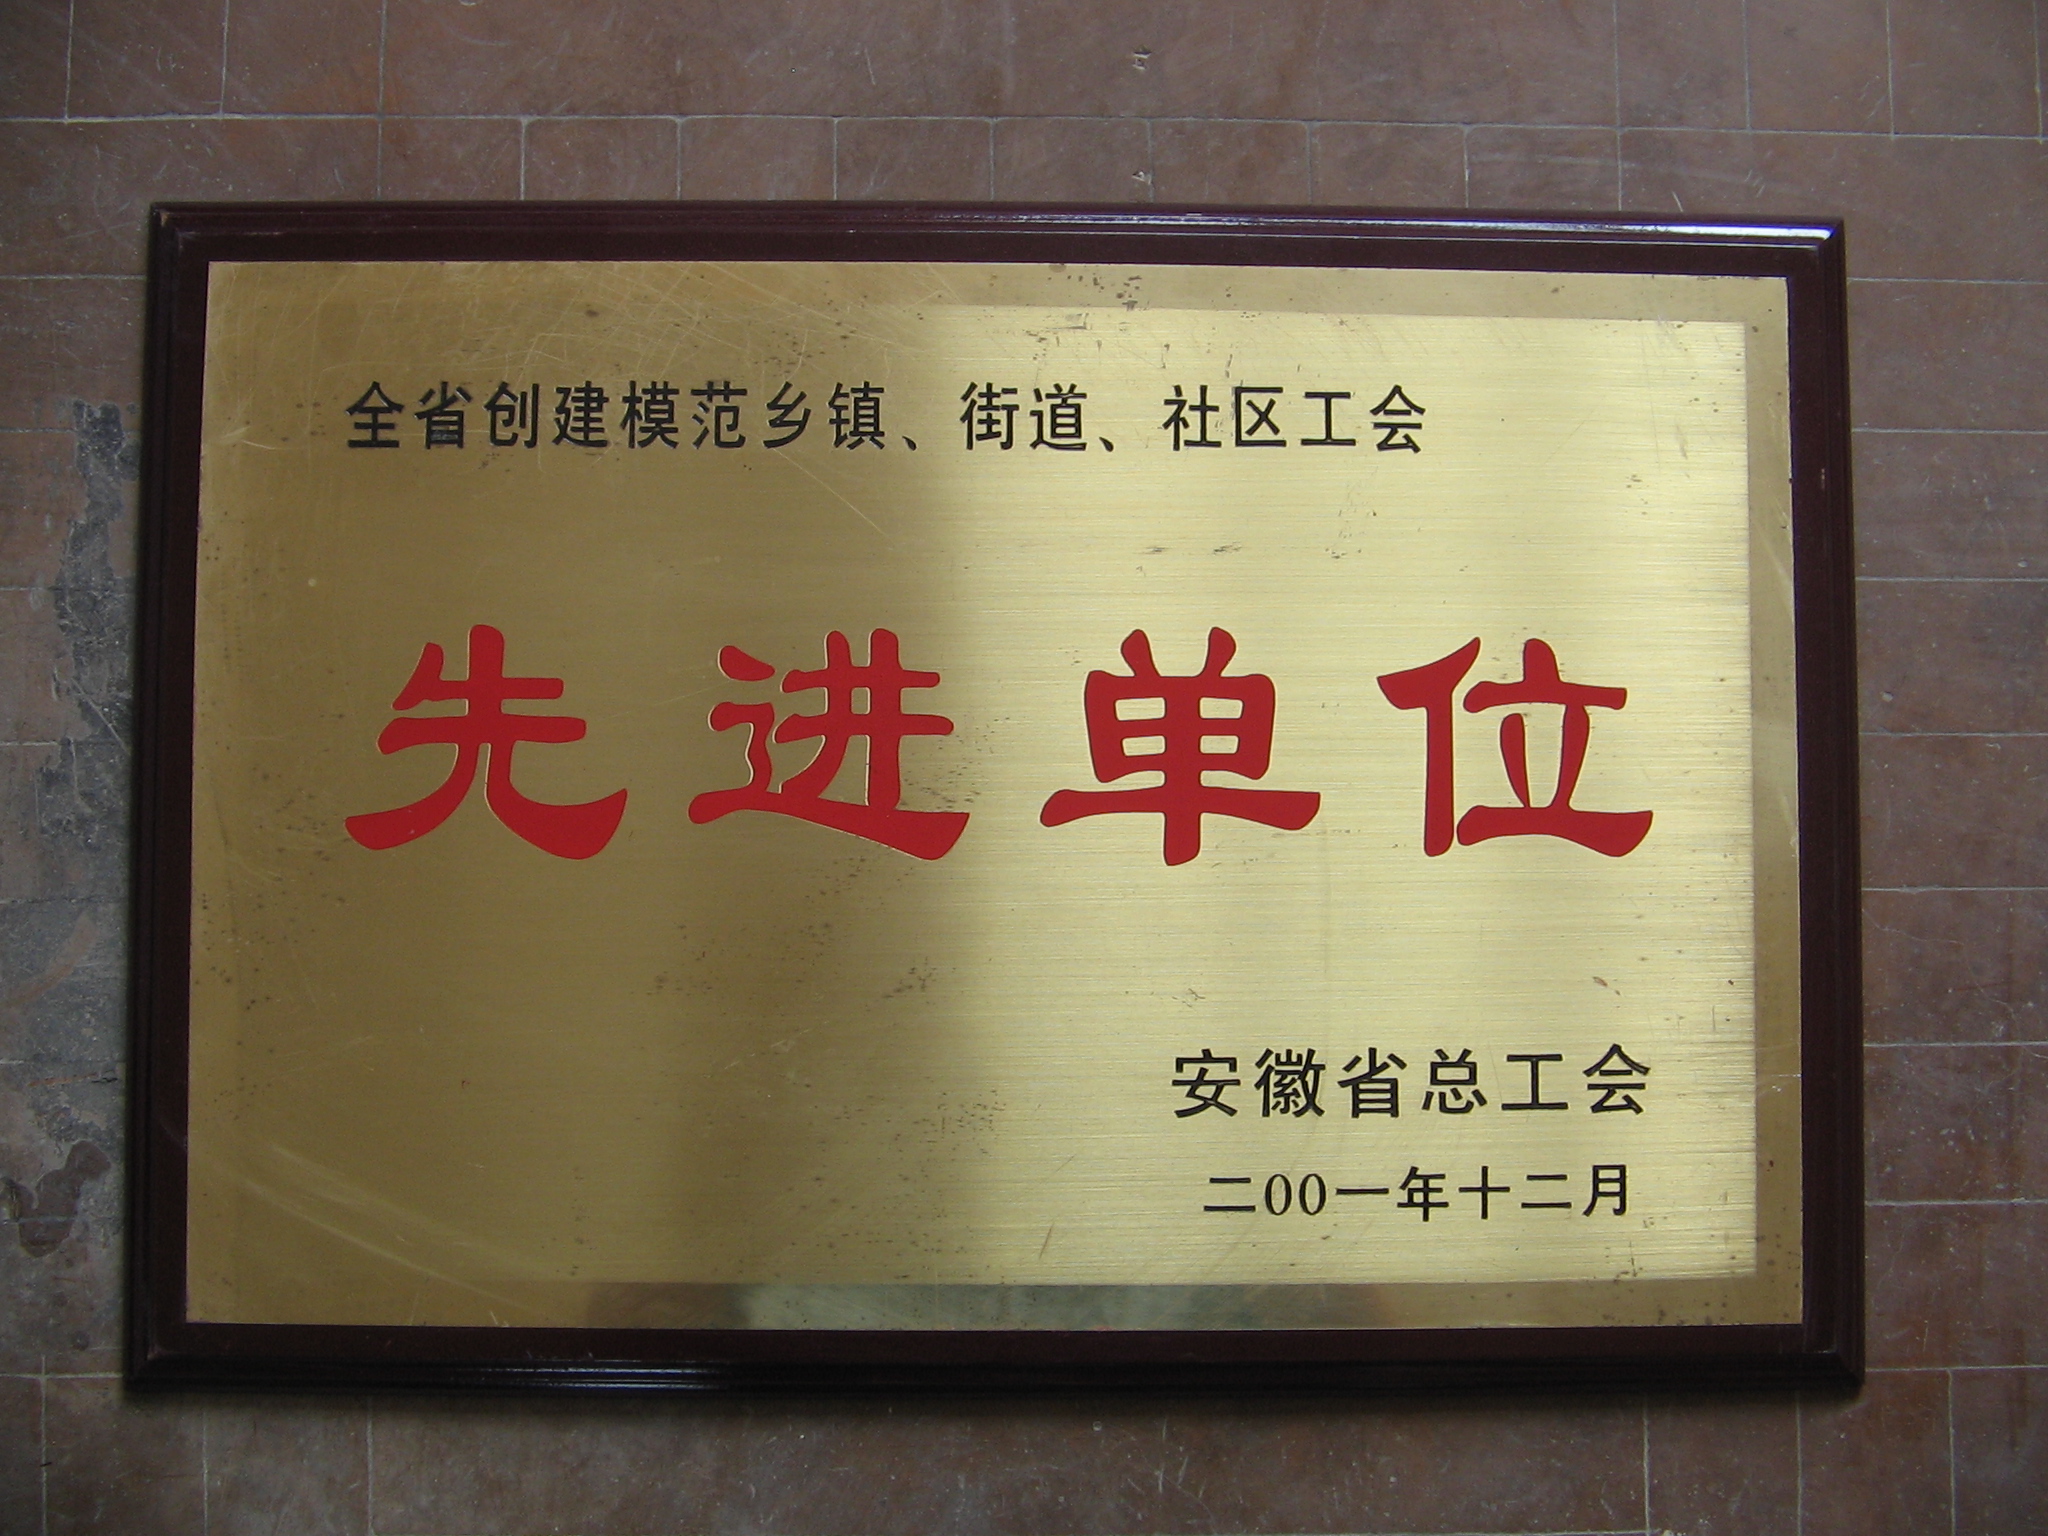 全省创建模范乡镇、街道、社区工会
先进单位
安徽省总工会
二00一年十二月